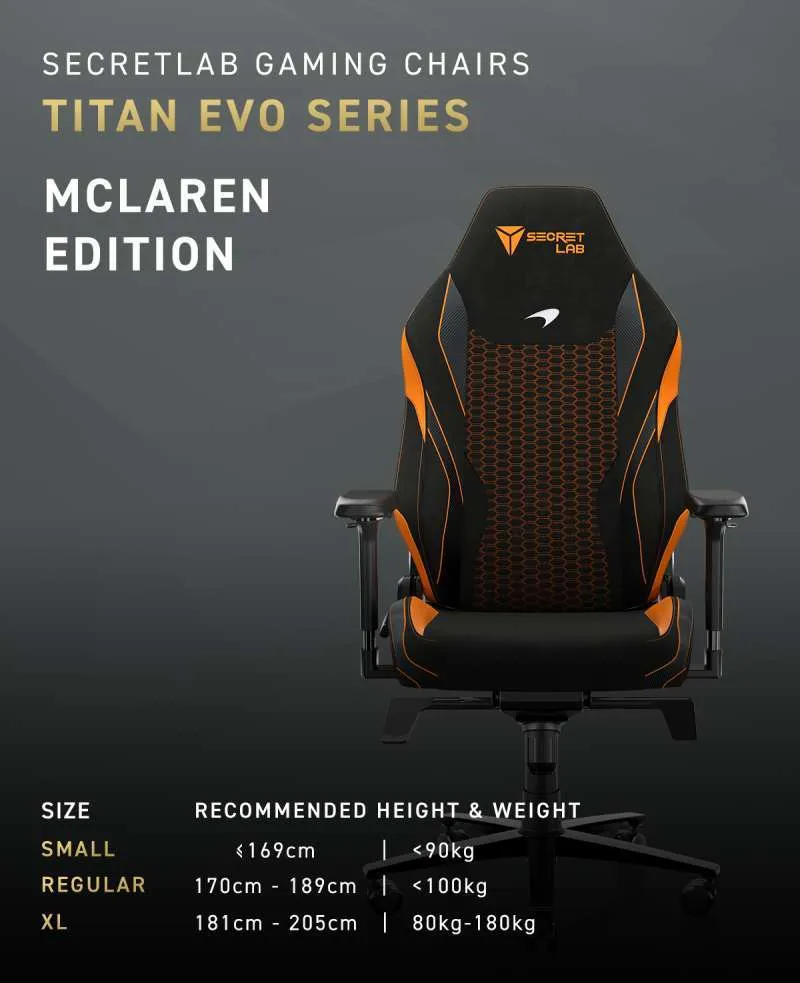 SECRETLAB GAMING CHAIRS
TITAN EVO SERIES
MCLAREN
EDITION
SECRET
LAB
SIZE RECOMMENDED HEIGHT & WEIGHT
SMALL <169cm | <90kg
REGULAR 170cm - 189cm | <100kg
XL 181cm - 205cm | 80kg-180kg